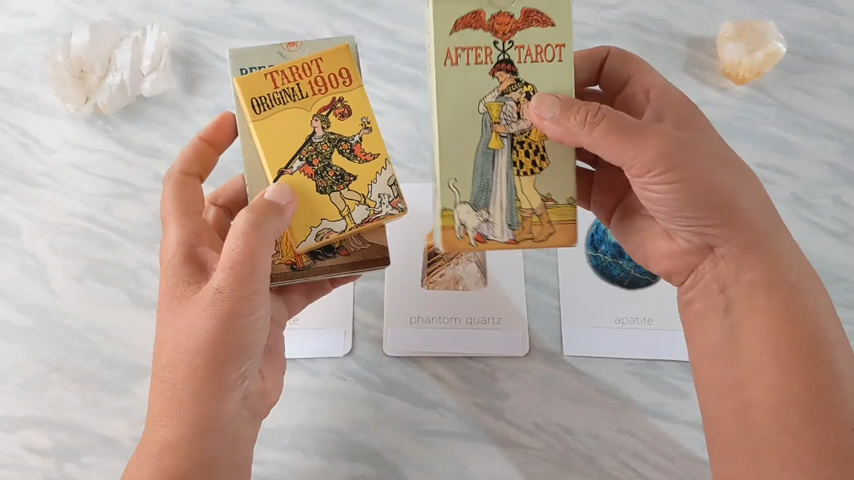 TAROT
ORIGINAL 1909
AFTER TAROT
phantom quartz
apatite